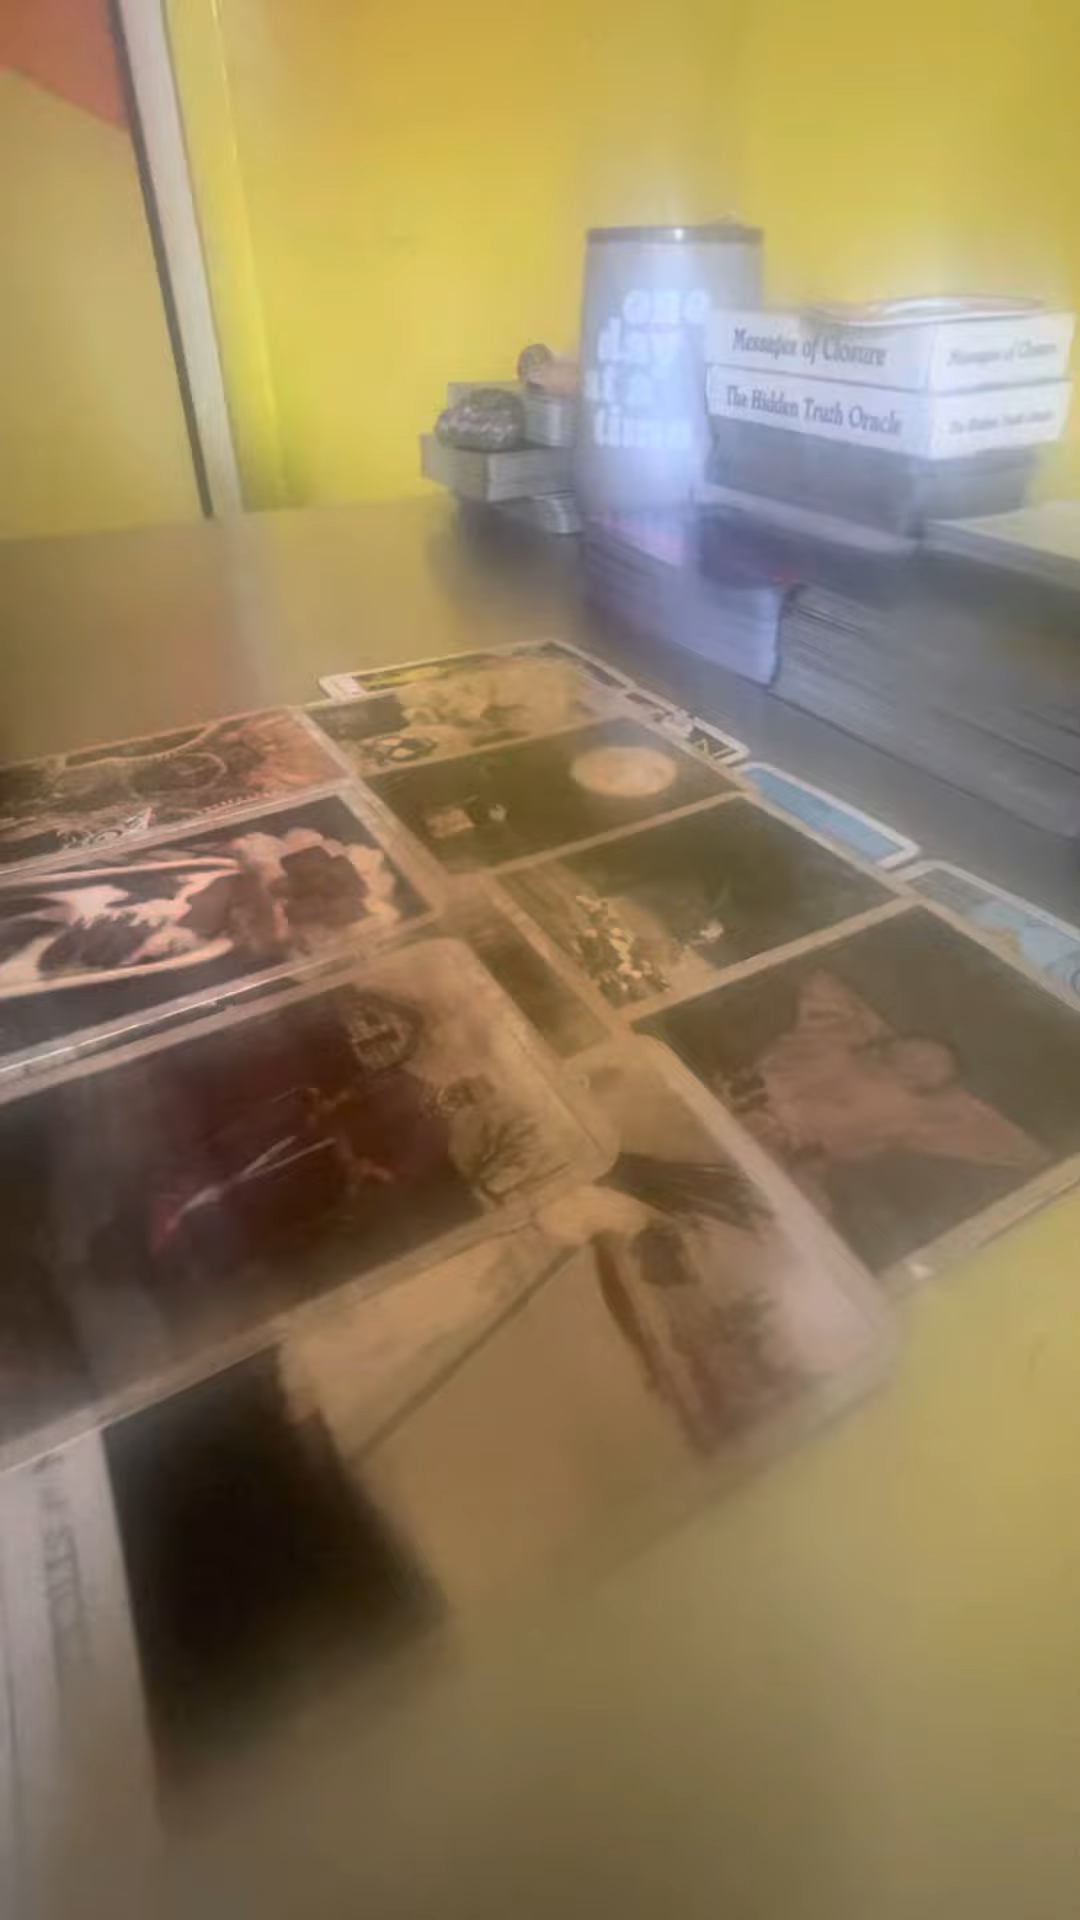 one
day
at a
time
Messages of Closure
Messages of Closure
The Hidden Truth Oracle
The Hidden Truth Oracle